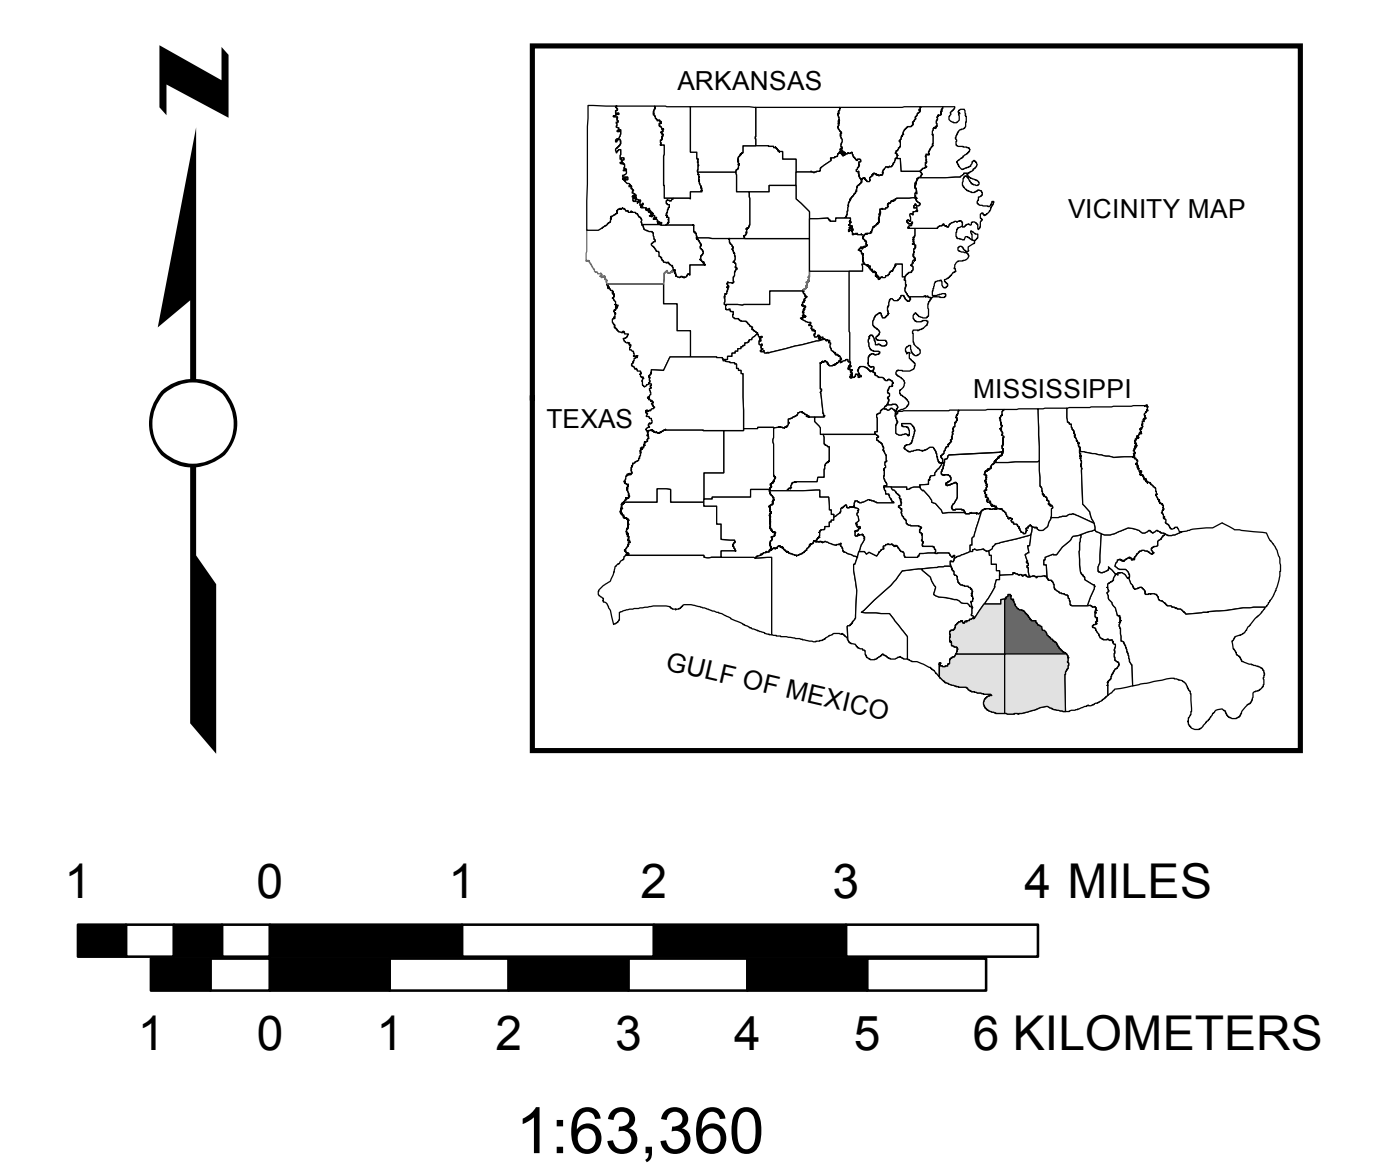 N
ARKANSAS
VICINITY MAP
MISSISSIPPI
TEXAS
GULF OF MEXICO
1 0 1 2 3 4 MILES
1 0 1 2 3 4 5 6 KILOMETERS
1:63,360